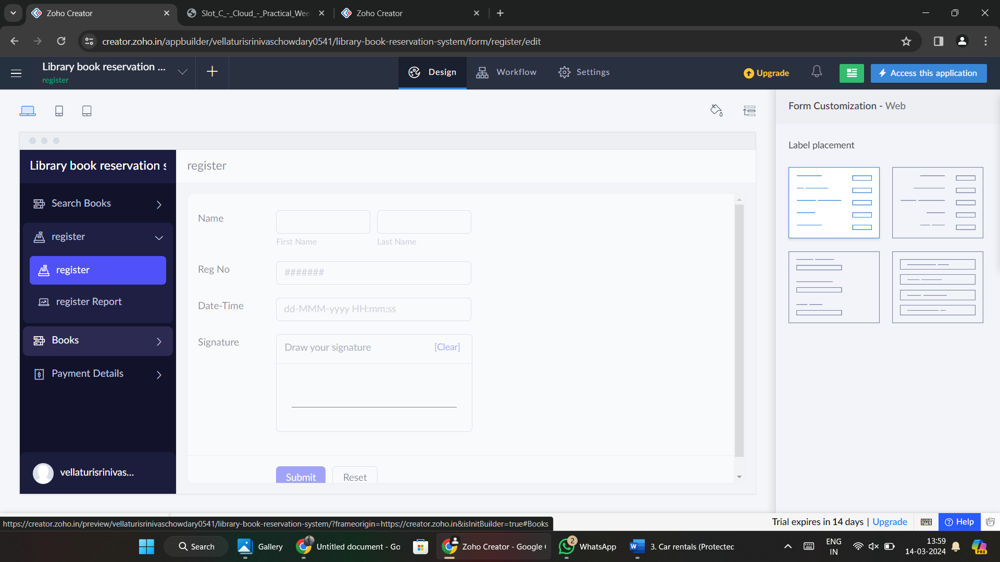 Zoho Creator
Slot_C_-_Cloud_-_Practical_Wee
Zoho Creator
creator.zoho.in/appbuilder/vellaturisrinivaschowdary0541/library-book-reservation-system/form/register/edit
Library book reservation ...
register
Design
Workflow
Settings
Upgrade
Access this application
Form Customization - Web
Label placement
Library book reservation s
register
Search Books
register
register
register Report
Books
Payment Details
vellaturisrinivas...
Name
First Name
Last Name
Reg No
#######
Date-Time
dd-MMM-yyyy HH:mm:ss
Signature
Draw your signature
[Clear]
Submit
Reset
https://creator.zoho.in/preview/vellaturisrinivaschowdary0541/library-book-reservation-system/?frameorigin=https://creator.zoho.in&isInitBuilder=true#Books
Trial expires in 14 days | Upgrade
Help
Search
Gallery
Untitled document - Go
Zoho Creator - Google
2
WhatsApp
3. Car rentals (Protected
ENG
IN
13:59
14-03-2024
PRE